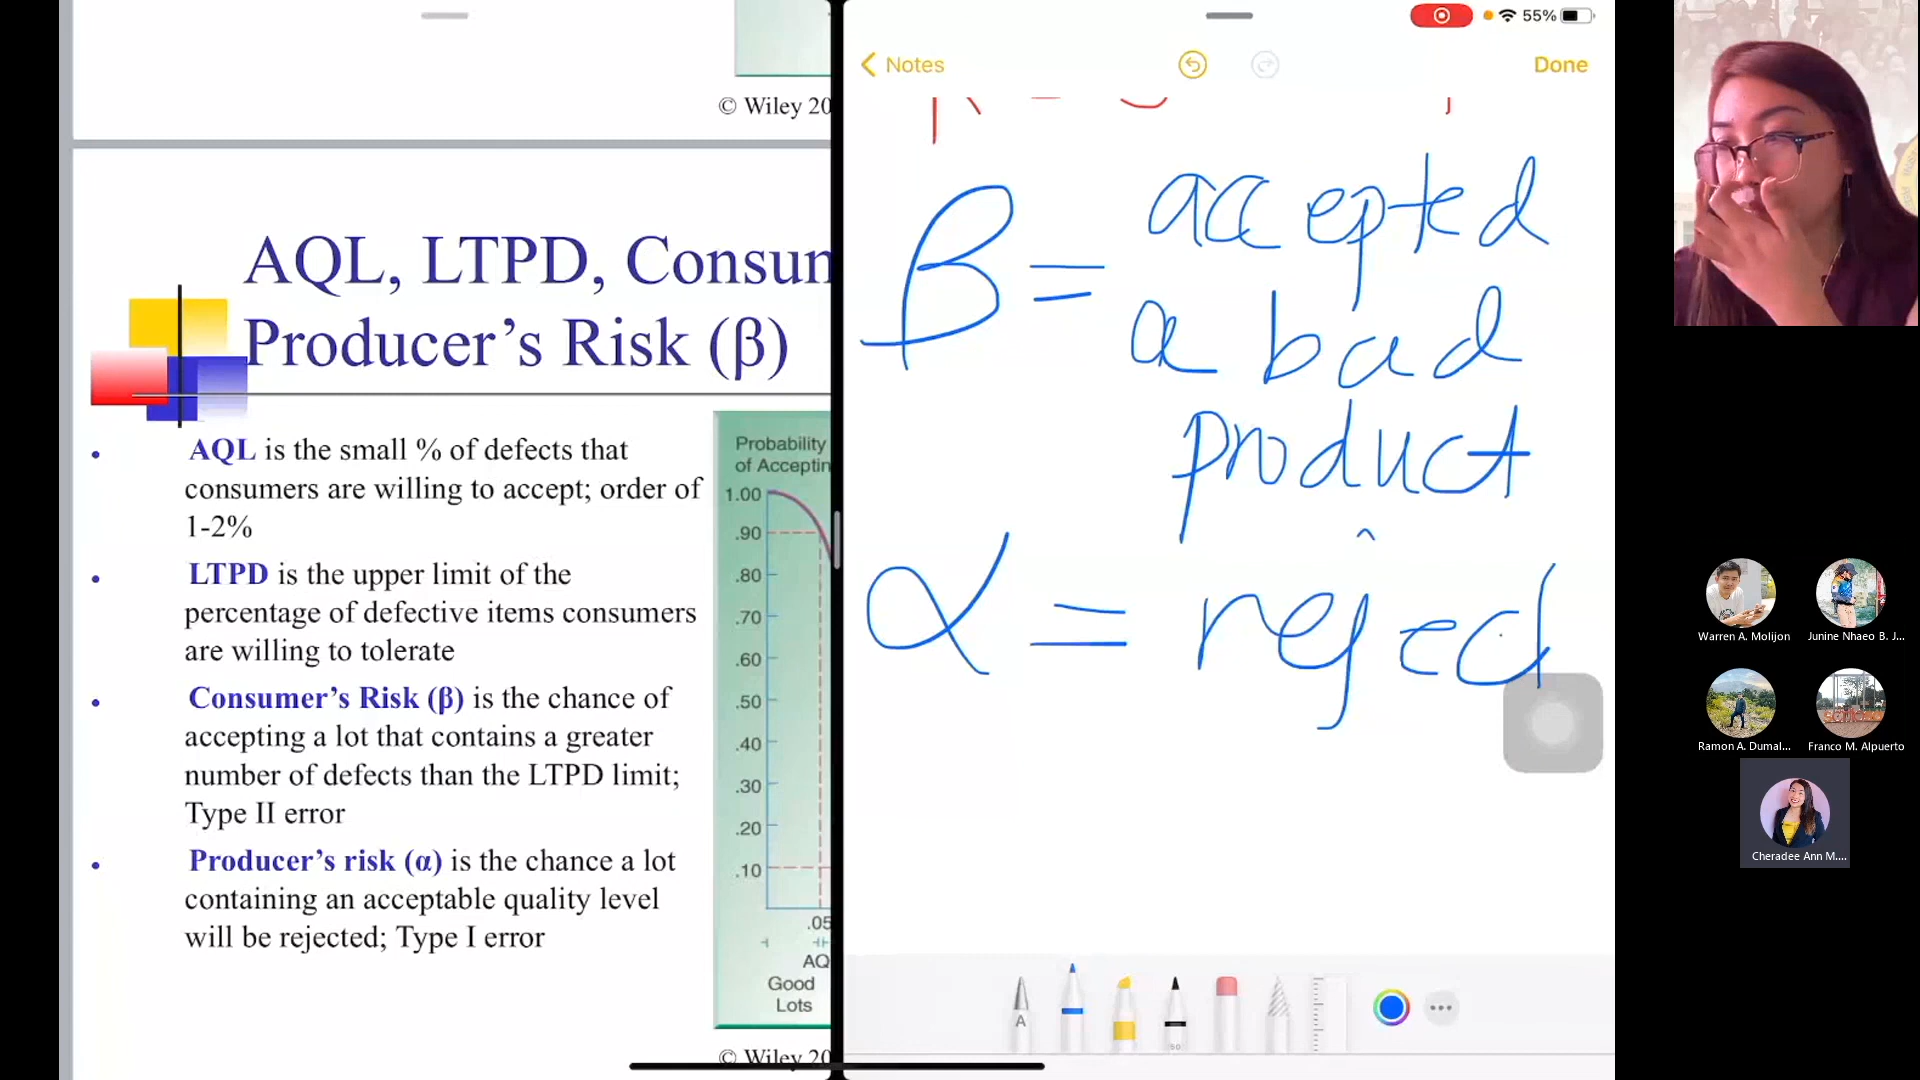 © Wiley 20
AQL, LTPD, Consum
Producer's Risk (β)
• AQL is the small % of defects that
consumers are willing to accept; order of
1-2%
• LTPD is the upper limit of the
percentage of defective items consumers
are willing to tolerate
• Consumer's Risk (β) is the chance of
accepting a lot that contains a greater
number of defects than the LTPD limit;
Type II error
• Producer's risk (α) is the chance a lot
containing an acceptable quality level
will be rejected; Type I error
Probability
of Acceptin
1.00
.90
.80
.70
.60
.50
.40
.30
.20
.10
.05
AQ
Good
Lots
© Wiley 20
55%
Notes
Done
β = accepted
a bad
product
α = reject
A
50
Warren A. Molijon
Junine Nhaeo B. J...
Ramon A. Dumal...
Franco M. Alpuerto
Cheradee Ann M....